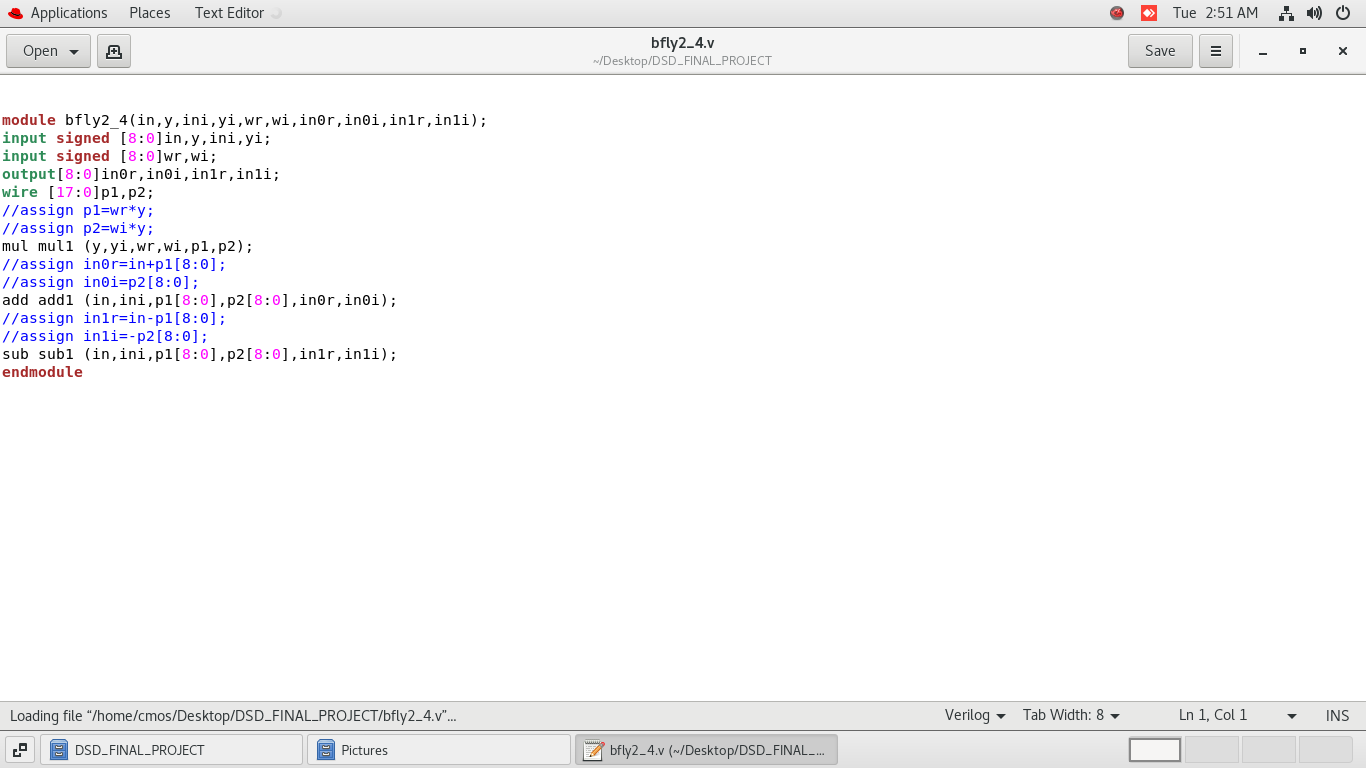 Applications Places Text Editor Tue 2:51 AM
Open bfly2_4.v Save
~/Desktop/DSD_FINAL_PROJECT
module bfly2_4(in,y,ini,yi,wr,wi,in0r,in0i,in1r,in1i);
input signed [8:0]in,y,ini,yi;
input signed [8:0]wr,wi;
output[8:0]in0r,in0i,in1r,in1i;
wire [17:0]p1,p2;
//assign p1=wr*y;
//assign p2=wi*y;
mul mul1 (y,yi,wr,wi,p1,p2);
//assign in0r=in+p1[8:0];
//assign in0i=p2[8:0];
add add1 (in,ini,p1[8:0],p2[8:0],in0r,in0i);
//assign in1r=in-p1[8:0];
//assign in1i=-p2[8:0];
sub sub1 (in,ini,p1[8:0],p2[8:0],in1r,in1i);
endmodule
Loading file “/home/cmos/Desktop/DSD_FINAL_PROJECT/bfly2_4.v”... Verilog Tab Width: 8 Ln 1, Col 1 INS
DSD_FINAL_PROJECT Pictures bfly2_4.v (~/Desktop/DSD_FINAL_...